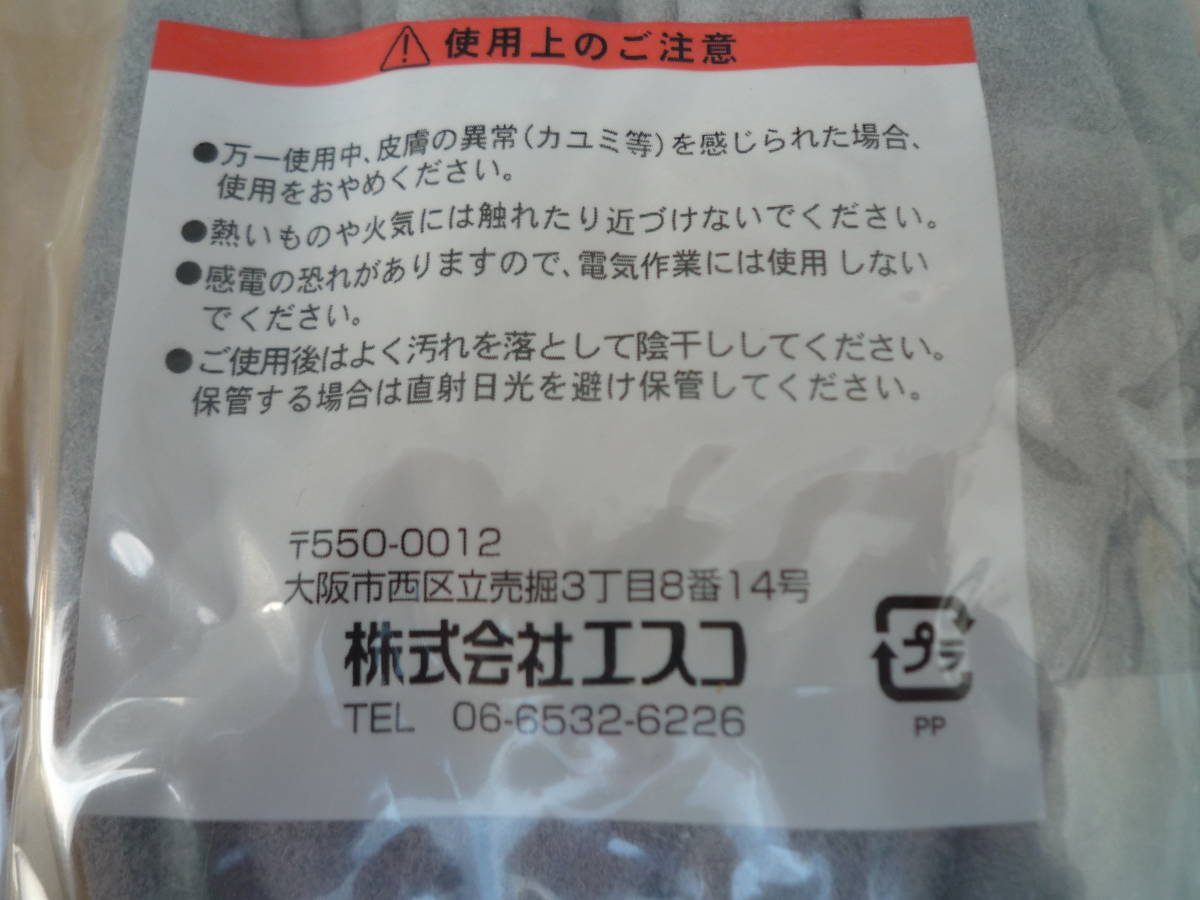 使用上のご注意
●万一使用中、皮膚の異常(カユミ等)を感じられた場合、
使用をおやめください。
●熱いものや火気には触れたり近づけないでください。
●感電の恐れがありますので、電気作業には使用しない
でください。
●ご使用後はよく汚れを落として陰干ししてください。
保管する場合は直射日光を避け保管してください。
〒550-0012
大阪市西区立売掘3丁目8番14号
株式会社エスコ
TEL 06-6532-6226
プラ
PP